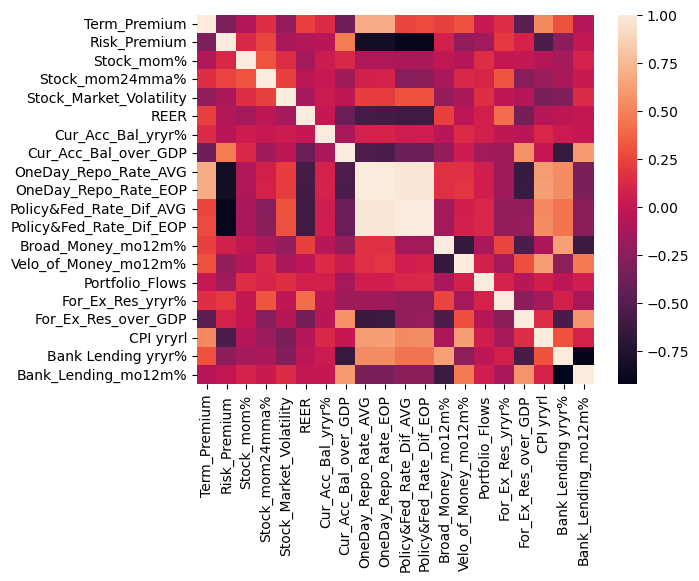 Term_Premium
Risk_Premium
Stock_mom%
Stock_mom24mma%
Stock_Market_Volatility
REER
Cur_Acc_Bal_yryr%
Cur_Acc_Bal_over_GDP
OneDay_Repo_Rate_AVG
OneDay_Repo_Rate_EOP
Policy&Fed_Rate_Dif_AVG
Policy&Fed_Rate_Dif_EOP
Broad_Money_mo12m%
Velo_of_Money_mo12m%
Portfolio_Flows
For_Ex_Res_yryr%
For_Ex_Res_over_GDP
CPI yryrl
Bank Lending yryr%
Bank_Lending_mo12m%
Term_Premium
Risk_Premium
Stock_mom%
Stock_mom24mma%
Stock_Market_Volatility
REER
Cur_Acc_Bal_yryr%
Cur_Acc_Bal_over_GDP
OneDay_Repo_Rate_AVG
OneDay_Repo_Rate_EOP
Policy&Fed_Rate_Dif_AVG
Policy&Fed_Rate_Dif_EOP
Broad_Money_mo12m%
Velo_of_Money_mo12m%
Portfolio_Flows
For_Ex_Res_yryr%
For_Ex_Res_over_GDP
CPI yryrl
Bank Lending yryr%
Bank_Lending_mo12m%
1.00
0.75
0.50
0.25
0.00
−0.25
−0.50
−0.75